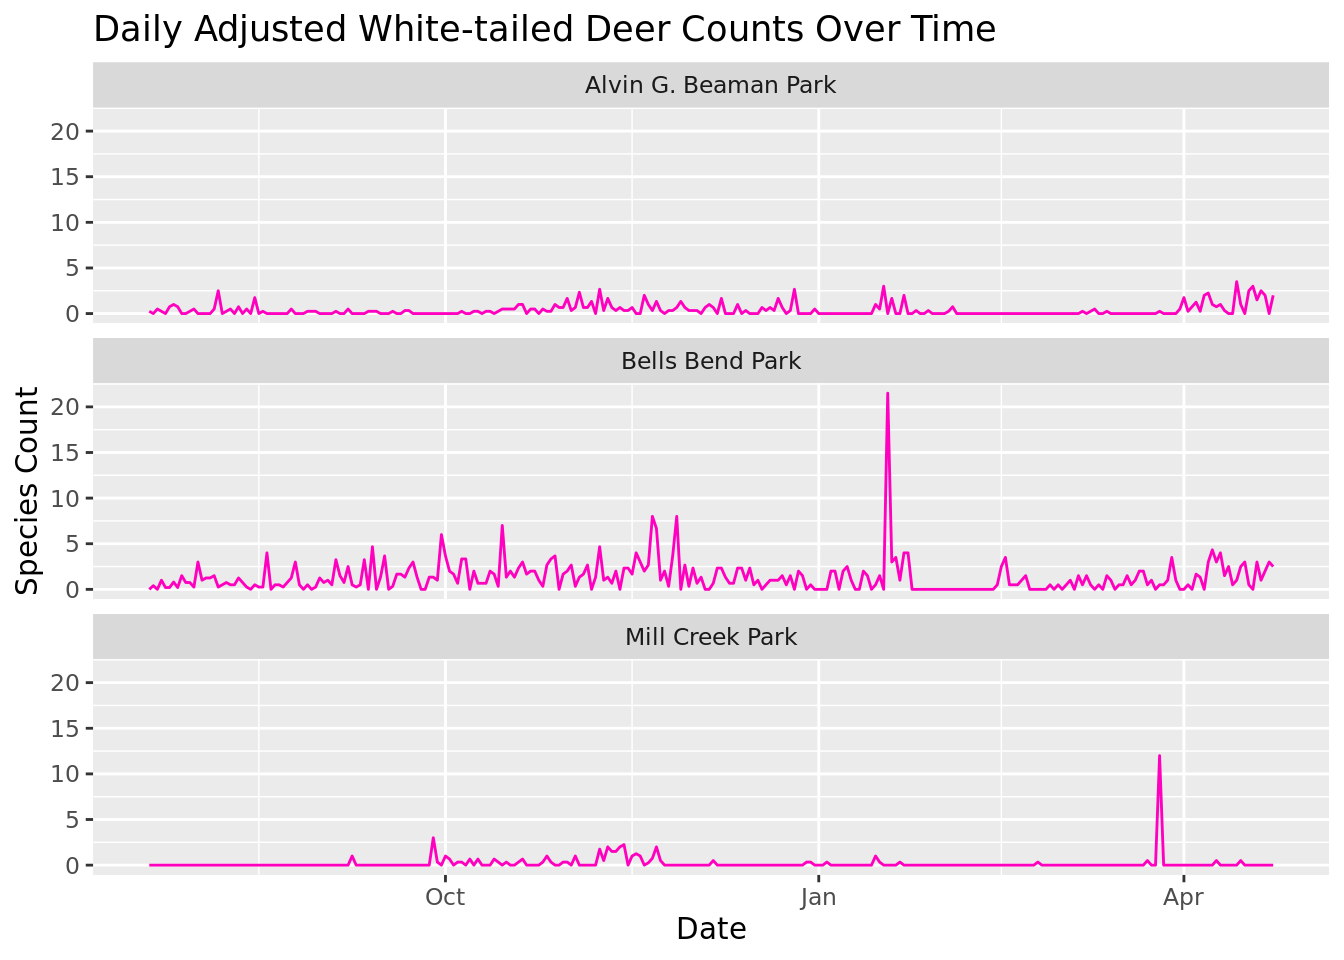 Daily Adjusted White-tailed Deer Counts Over Time
Alvin G. Beaman Park
20
15
10
5
0
Bells Bend Park
20
15
10
5
0
Species Count
Mill Creek Park
20
15
10
5
0
Oct
Jan
Apr
Date